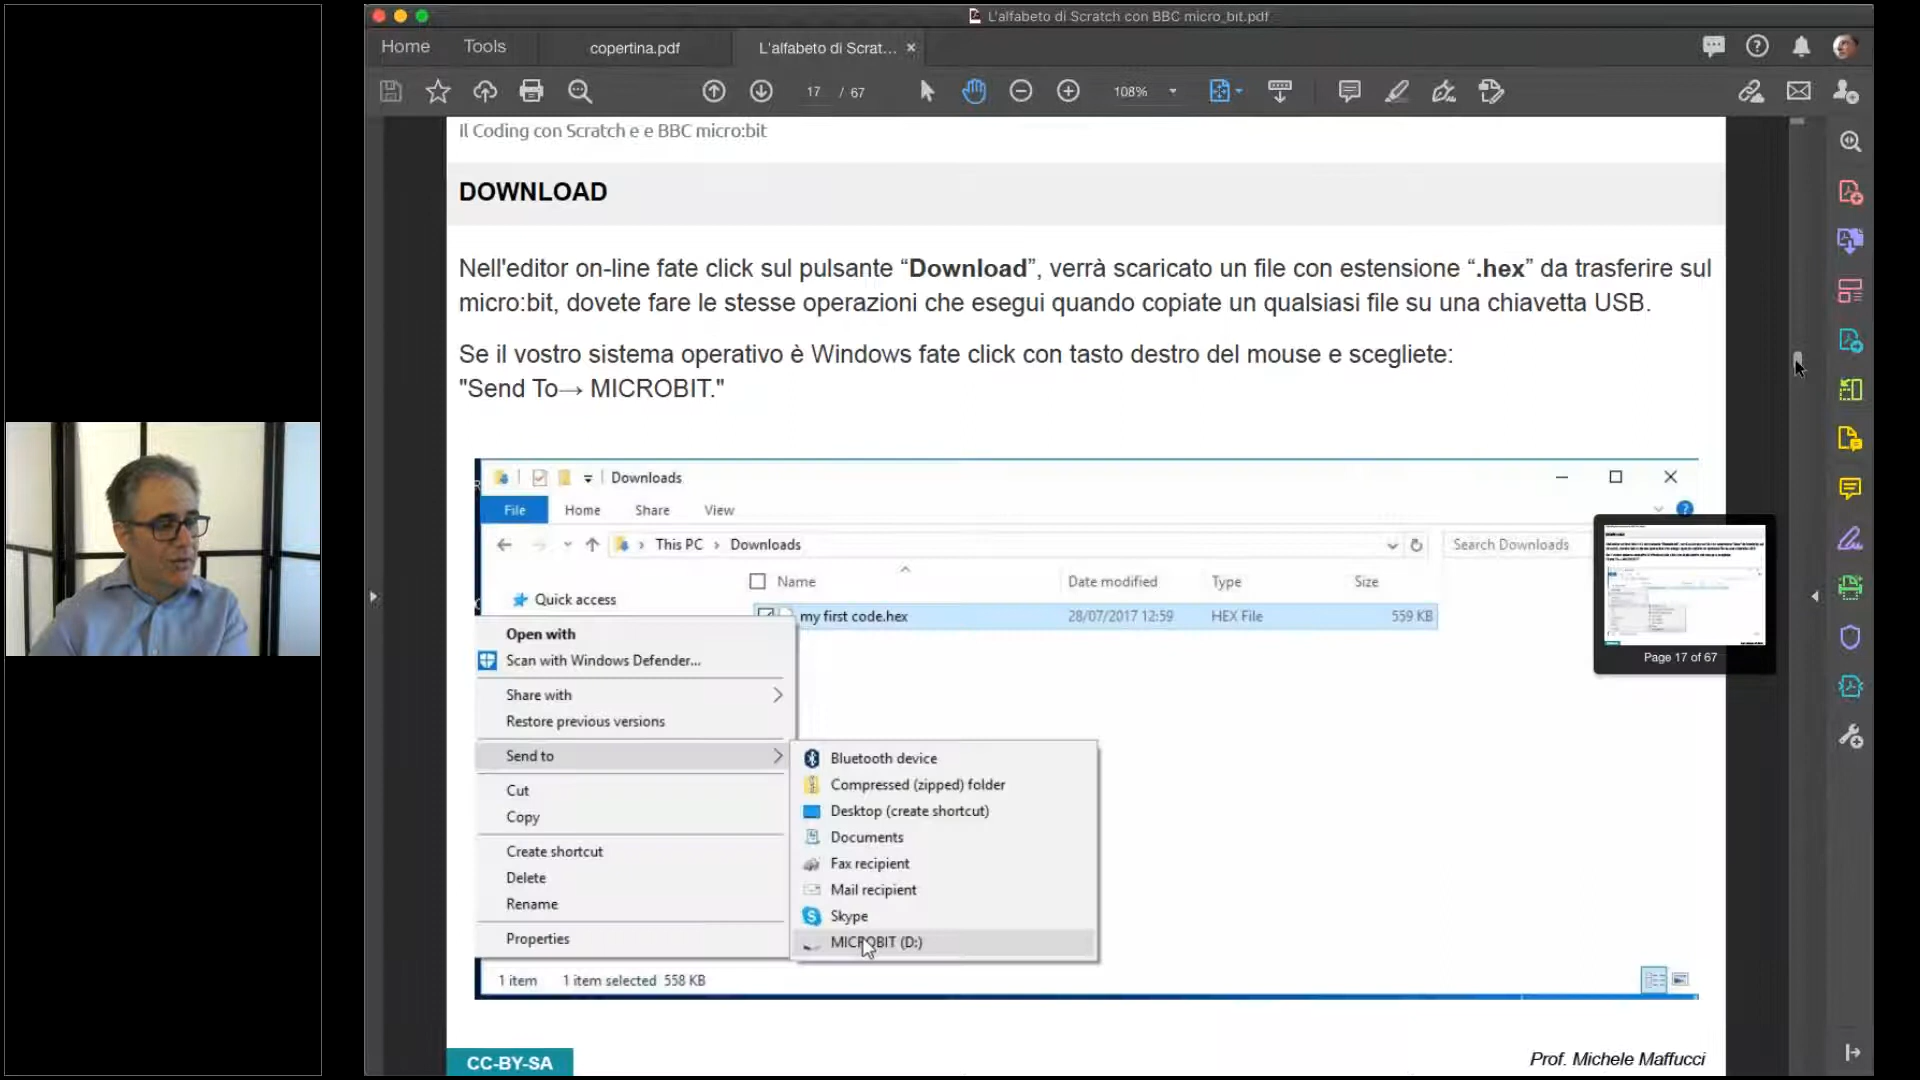 L'alfabeto di Scratch con BBC micro_bit.pdf
Home
Tools
copertina.pdf
L'alfabeto di Scrat...
17 / 67
108%
Il Coding con Scratch e e BBC micro:bit
DOWNLOAD
Nell'editor on-line fate click sul pulsante “Download”, verrà scaricato un file con estensione “.hex” da trasferire sul
micro:bit, dovete fare le stesse operazioni che esegui quando copiate un qualsiasi file su una chiavetta USB.
Se il vostro sistema operativo è Windows fate click con tasto destro del mouse e scegliete:
"Send To→ MICROBIT."
Downloads
File
Home
Share
View
This PC › Downloads
Search Downloads
Name
Date modified
Type
Size
Quick access
my first code.hex
28/07/2017 12:59
HEX File
559 KB
Open with
Scan with Windows Defender...
Share with
Restore previous versions
Send to
Cut
Copy
Create shortcut
Delete
Rename
Properties
Bluetooth device
Compressed (zipped) folder
Desktop (create shortcut)
Documents
Fax recipient
Mail recipient
Skype
MICROBIT (D:)
1 item
1 item selected 558 KB
Page 17 of 67
CC-BY-SA
Prof. Michele Maffucci